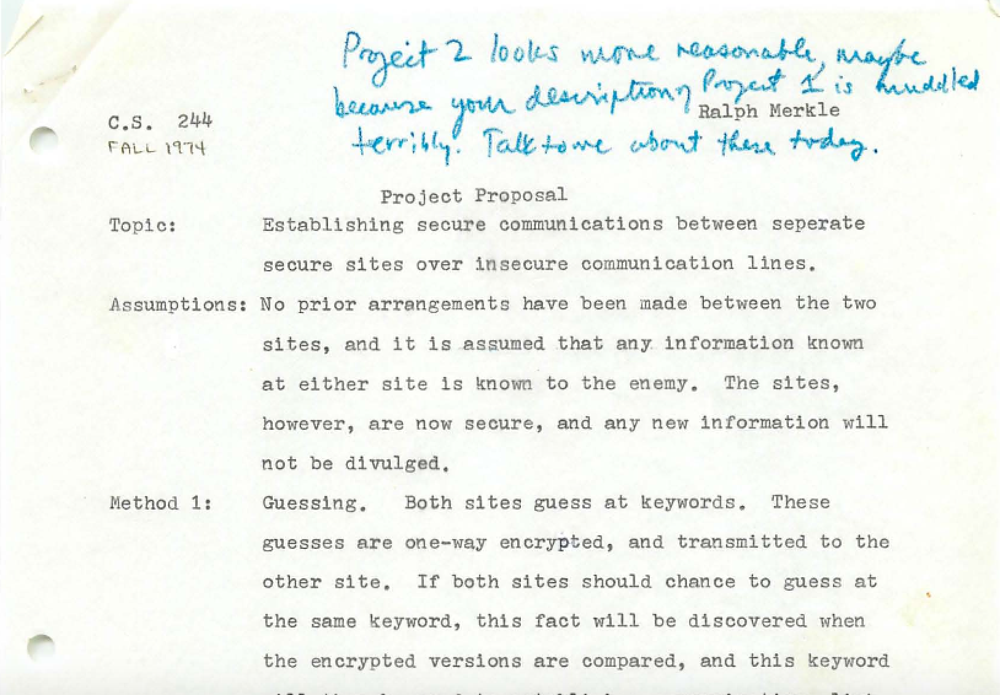 Project 2 looks more reasonable, maybe
because your description of Project 1 is muddled
terribly. Talk to me about these today.
Ralph Merkle
C.S. 244
FALL 1974
Project Proposal
Topic: Establishing secure communications between seperate
secure sites over insecure communication lines.
Assumptions: No prior arrangements have been made between the two
sites, and it is assumed that any information known
at either site is known to the enemy. The sites,
however, are now secure, and any new information will
not be divulged.
Method 1: Guessing. Both sites guess at keywords. These
guesses are one-way encrypted, and transmitted to the
other site. If both sites should chance to guess at
the same keyword, this fact will be discovered when
the encrypted versions are compared, and this keyword